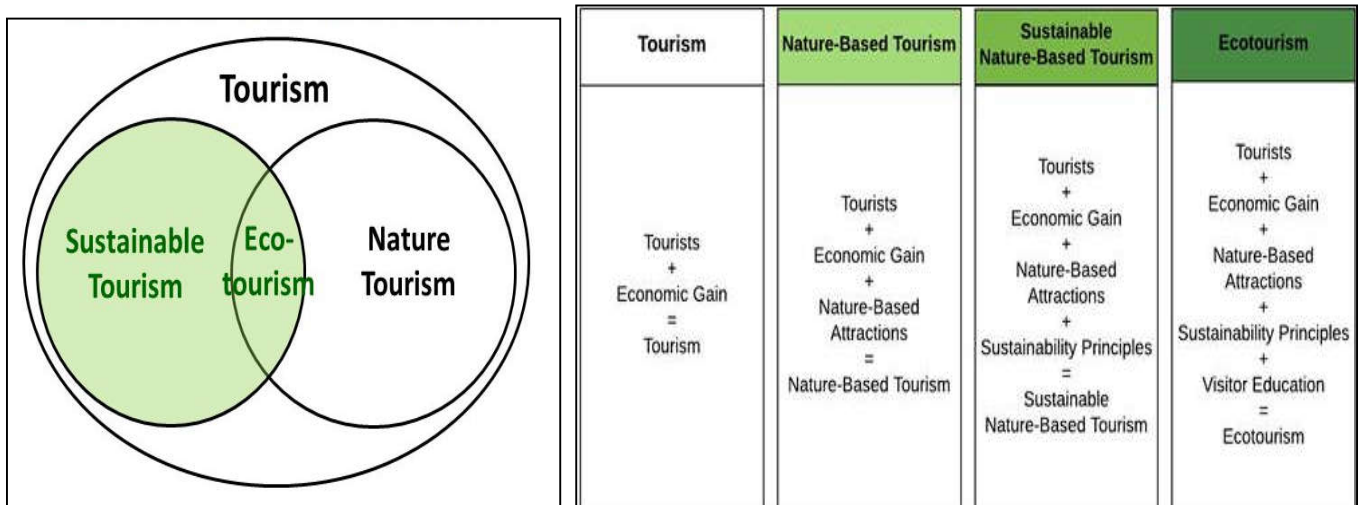 Tourism
Sustainable
Tourism
Eco-
tourism
Nature
Tourism
Tourism
Tourists
+
Economic Gain
=
Tourism
Nature-Based Tourism
Tourists
+
Economic Gain
+
Nature-Based
Attractions
=
Nature-Based Tourism
Sustainable
Nature-Based Tourism
Tourists
+
Economic Gain
+
Nature-Based
Attractions
+
Sustainability Principles
=
Sustainable
Nature-Based Tourism
Ecotourism
Tourists
+
Economic Gain
+
Nature-Based
Attractions
+
Sustainability Principles
+
Visitor Education
=
Ecotourism